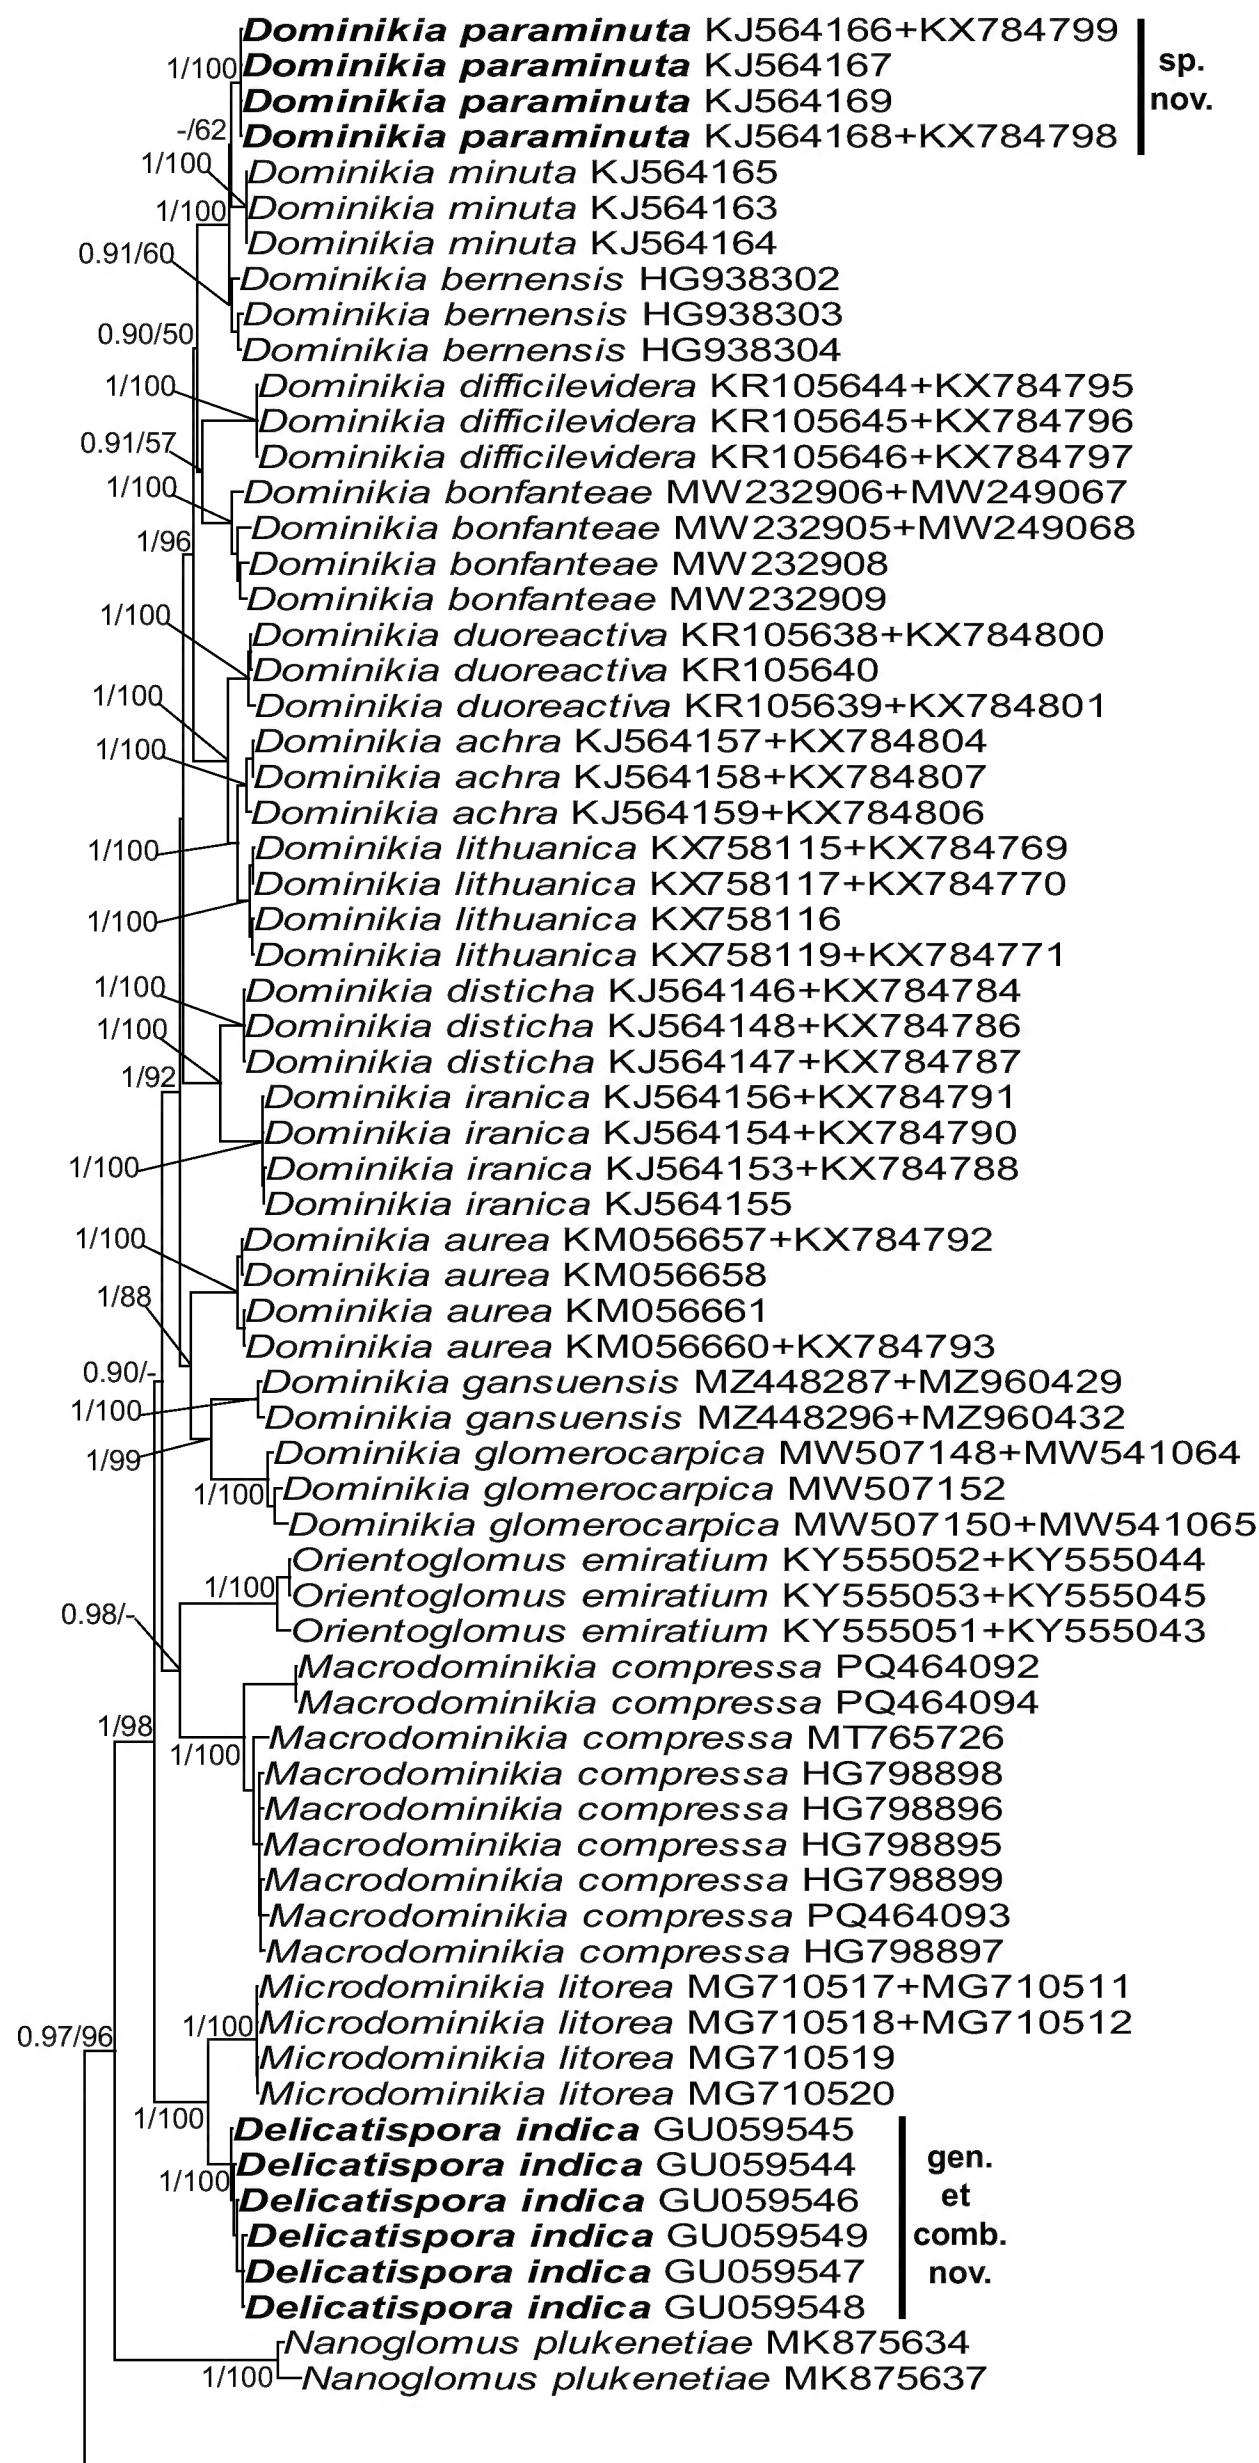 Dominikia paraminuta KJ564166+KX784799
1/100
Dominikia paraminuta KJ564167
sp.
Dominikia paraminuta KJ564169
nov.
-/62
Dominikia paraminuta KJ564168+KX784798
1/100
Dominikia minuta KJ564165
1/100
Dominikia minuta KJ564163
Dominikia minuta KJ564164
0.91/60
Dominikia bernensis HG938302
Dominikia bernensis HG938303
0.90/50
Dominikia bernensis HG938304
1/100
Dominikia difficilevidera KR105644+KX784795
Dominikia difficilevidera KR105645+KX784796
0.91/57
Dominikia difficilevidera KR105646+KX784797
1/100
Dominikia bonfanteae MW232906+MW249067
Dominikia bonfanteae MW232905+MW249068
1/96
Dominikia bonfanteae MW232908
Dominikia bonfanteae MW232909
1/100
Dominikia duoreactiva KR105638+KX784800
Dominikia duoreactiva KR105640
1/100
Dominikia duoreactiva KR105639+KX784801
1/100
Dominikia achra KJ564157+KX784804
Dominikia achra KJ564158+KX784807
Dominikia achra KJ564159+KX784806
1/100
Dominikia lithuanica KX758115+KX784769
Dominikia lithuanica KX758117+KX784770
1/100
Dominikia lithuanica KX758116
Dominikia lithuanica KX758119+KX784771
1/100
Dominikia disticha KJ564146+KX784784
1/100
Dominikia disticha KJ564148+KX784786
Dominikia disticha KJ564147+KX784787
1/92
Dominikia iranica KJ564156+KX784791
Dominikia iranica KJ564154+KX784790
1/100
Dominikia iranica KJ564153+KX784788
Dominikia iranica KJ564155
1/100
Dominikia aurea KM056657+KX784792
Dominikia aurea KM056658
1/88
Dominikia aurea KM056661
Dominikia aurea KM056660+KX784793
0.90/-
Dominikia gansuensis MZ448287+MZ960429
1/100
Dominikia gansuensis MZ448296+MZ960432
1/99
Dominikia glomerocarpica MW507148+MW541064
1/100
Dominikia glomerocarpica MW507152
Dominikia glomerocarpica MW507150+MW541065
Orientoglomus emiratium KY555052+KY555044
1/100
Orientoglomus emiratium KY555053+KY555045
0.98/-
Orientoglomus emiratium KY555051+KY555043
Macrodominikia compressa PQ464092
Macrodominikia compressa PQ464094
1/98
Macrodominikia compressa MT765726
1/100
Macrodominikia compressa HG798898
Macrodominikia compressa HG798896
Macrodominikia compressa HG798895
Macrodominikia compressa HG798899
Macrodominikia compressa PQ464093
Macrodominikia compressa HG798897
Microdominikia litorea MG710517+MG710511
0.97/96
1/100
Microdominikia litorea MG710518+MG710512
Microdominikia litorea MG710519
Microdominikia litorea MG710520
1/100
Delicatispora indica GU059545
gen.
Delicatispora indica GU059544
1/100
et
Delicatispora indica GU059546
comb.
Delicatispora indica GU059549
nov.
Delicatispora indica GU059547
Delicatispora indica GU059548
Nanoglomus plukenetiae MK875634
1/100
Nanoglomus plukenetiae MK875637